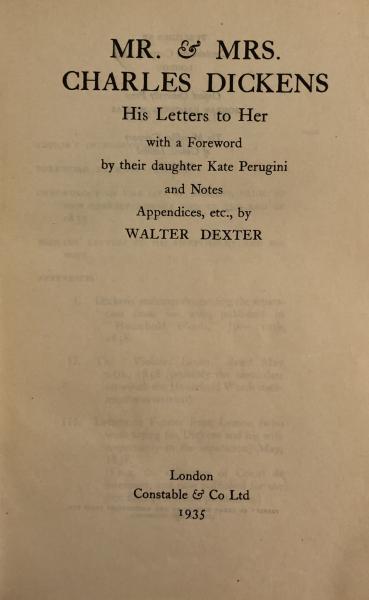 MR. & MRS.
CHARLES DICKENS
His Letters to Her
with a Foreword
by their daughter Kate Perugini
and Notes
Appendices, etc., by
WALTER DEXTER
London
Constable & Co Ltd
1935